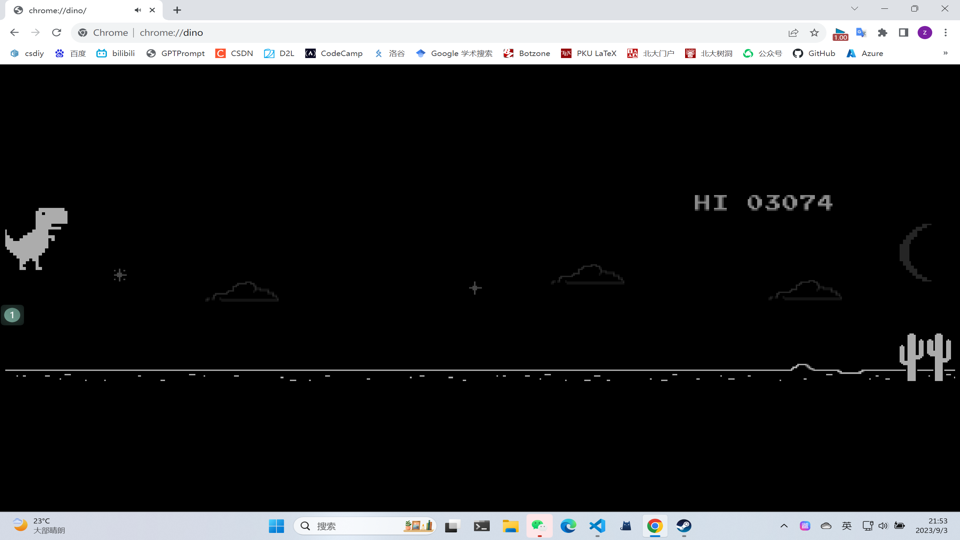 chrome://dino/
Chrome | chrome://dino
1.00
z
csdiy 百度 bilibili GPTPrompt CSDN D2L CodeCamp 洛谷 Google 学术搜索 Botzone PKU LaTeX 北大门户 北大树洞 公众号 GitHub Azure »
HI 03074
1
23°C
大部晴朗
搜索
英
21:53
2023/9/3